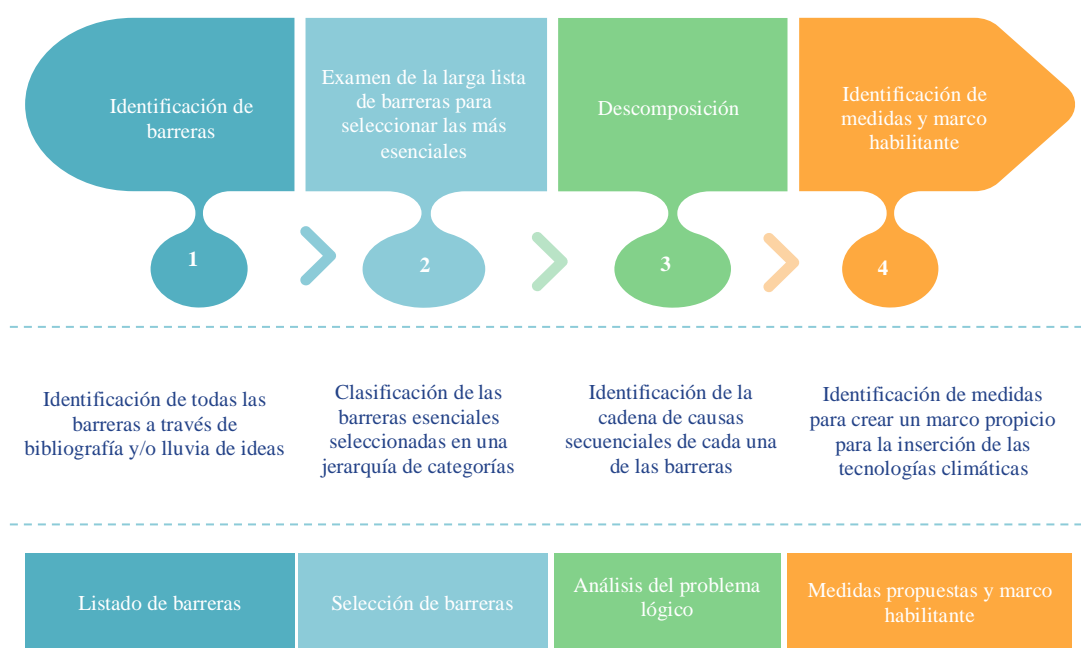 Identificación de
barreras
Examen de la larga lista
de barreras para
seleccionar las más
esenciales
Descomposición
Identificación de
medidas y marco
habilitante
1
2
3
4
Identificación de todas las
barreras a través de
bibliografía y/o lluvia de ideas
Clasificación de las
barreras esenciales
seleccionadas en una
jerarquía de categorías
Identificación de la
cadena de causas
secuenciales de cada una
de las barreras
Identificación de medidas
para crear un marco propicio
para la inserción de las
tecnologías climáticas
Listado de barreras
Selección de barreras
Análisis del problema
lógico
Medidas propuestas y marco
habilitante